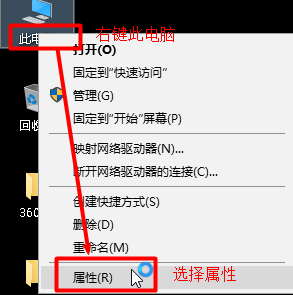 此电
右键此电脑
打开(O)
固定到"快速访问"
管理(G)
回收
固定到"开始"屏幕(P)
映射网络驱动器(N)...
断开网络驱动器的连接(C)...
创建快捷方式(S)
360
删除(D)
重命名(M)
属性(R)
选择属性